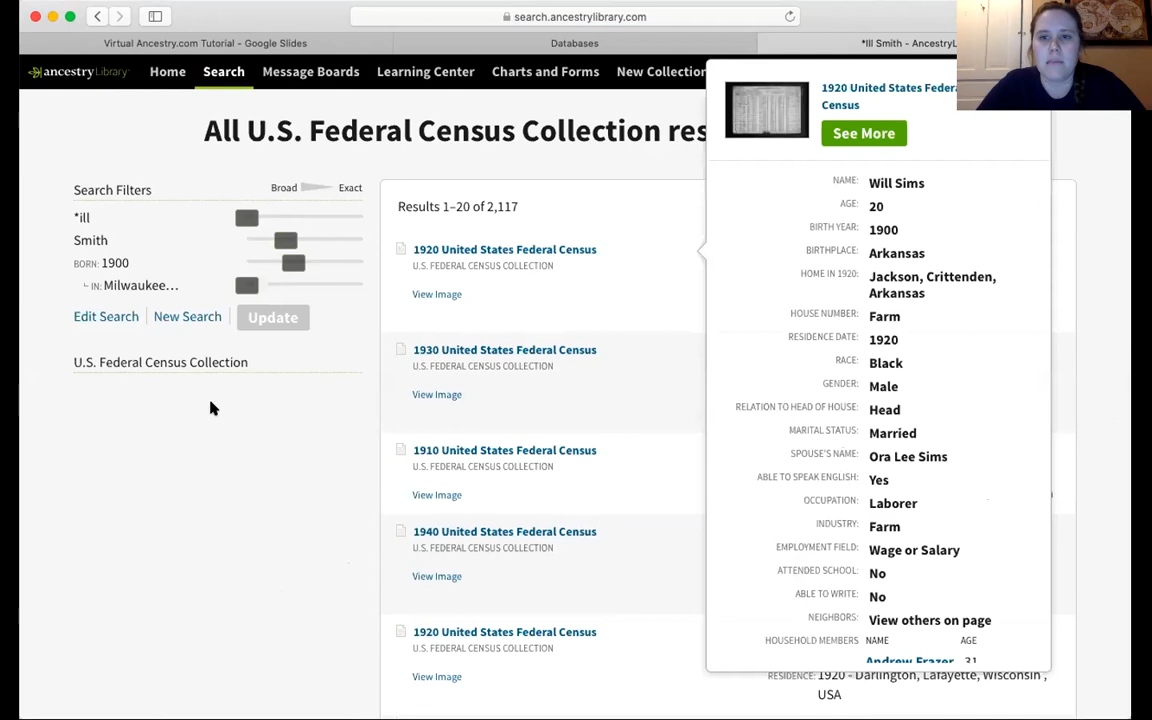 search.ancestrylibrary.com
Virtual Ancestry.com Tutorial - Google Slides
Databases
*Ill Smith - AncestryL
ancestryLibrary
Home
Search
Message Boards
Learning Center
Charts and Forms
New Collection
All U.S. Federal Census Collection res
Search Filters
Broad
Exact
*ill
Smith
BORN: 1900
IN: Milwaukee…
Edit Search
New Search
Update
U.S. Federal Census Collection
Results 1–20 of 2,117
1920 United States Federal Census
U.S. FEDERAL CENSUS COLLECTION
View Image
1930 United States Federal Census
U.S. FEDERAL CENSUS COLLECTION
View Image
1910 United States Federal Census
U.S. FEDERAL CENSUS COLLECTION
View Image
1940 United States Federal Census
U.S. FEDERAL CENSUS COLLECTION
View Image
1920 United States Federal Census
U.S. FEDERAL CENSUS COLLECTION
View Image
1920 United States Federa
Census
See More
NAME: Will Sims
AGE: 20
BIRTH YEAR: 1900
BIRTHPLACE: Arkansas
HOME IN 1920: Jackson, Crittenden,
Arkansas
HOUSE NUMBER: Farm
RESIDENCE DATE: 1920
RACE: Black
GENDER: Male
RELATION TO HEAD OF HOUSE: Head
MARITAL STATUS: Married
SPOUSE'S NAME: Ora Lee Sims
ABLE TO SPEAK ENGLISH: Yes
OCCUPATION: Laborer
INDUSTRY: Farm
EMPLOYMENT FIELD: Wage or Salary
ATTENDED SCHOOL: No
ABLE TO WRITE: No
NEIGHBORS: View others on page
HOUSEHOLD MEMBERS NAME AGE
Andrew Frazer 31
RESIDENCE: 1920 - Darlington, Lafayette, Wisconsin,
USA